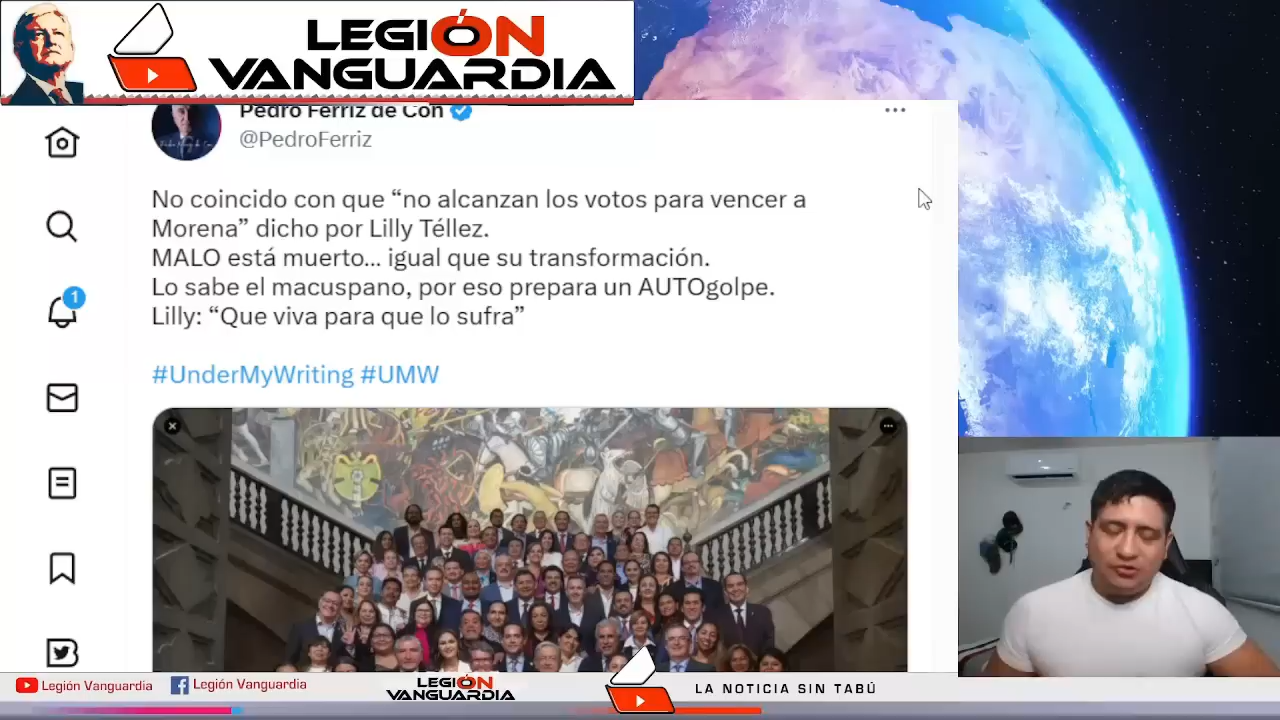 LEGIÓN
VANGUARDIA
Pedro Ferriz de Con
@PedroFerriz
No coincido con que “no alcanzan los votos para vencer a
Morena” dicho por Lilly Téllez.
MALO está muerto... igual que su transformación.
Lo sabe el macuspano, por eso prepara un AUTOgolpe.
Lilly: “Que viva para que lo sufra”
#UnderMyWriting #UMW
1
Legión Vanguardia
Legión Vanguardia
LEGIÓN
VANGUARDIA
LA NOTICIA SIN TABÚ